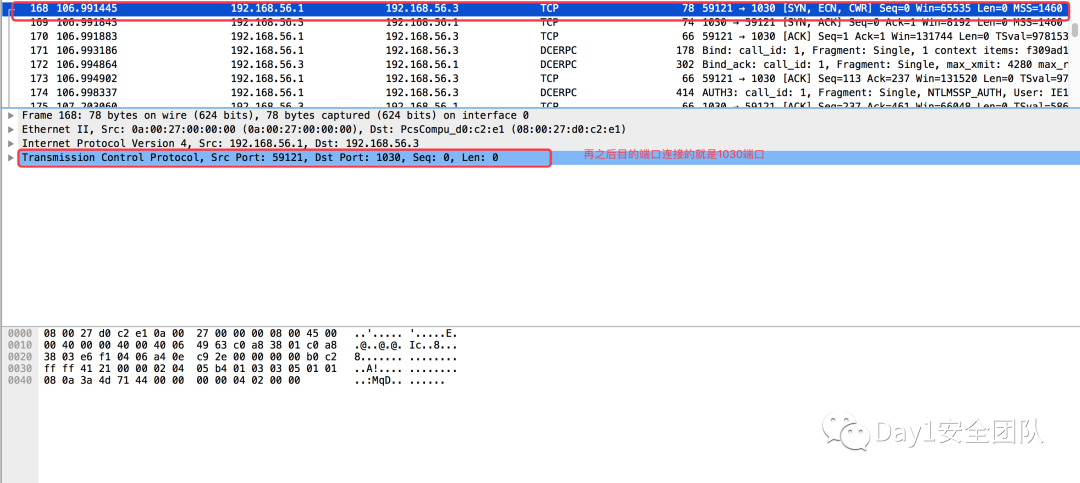 168 106.991445 192.168.56.1 192.168.56.3 TCP 78 59121 → 1030 [SYN, ECN, CWR] Seq=0 Win=65535 Len=0 MSS=1460
169 106.991843 192.168.56.3 192.168.56.1 TCP 74 1030 → 59121 [SYN, ACK] Seq=0 Ack=1 Win=8192 Len=0 MSS=1460
170 106.991883 192.168.56.1 192.168.56.3 TCP 66 59121 → 1030 [ACK] Seq=1 Ack=1 Win=131744 Len=0 TSval=978153
171 106.993186 192.168.56.1 192.168.56.3 DCERPC 178 Bind: call_id: 1, Fragment: Single, 1 context items: f309ad1
172 106.994864 192.168.56.3 192.168.56.1 DCERPC 302 Bind_ack: call_id: 1, Fragment: Single, max_xmit: 4280 max_r
173 106.994902 192.168.56.1 192.168.56.3 TCP 66 59121 → 1030 [ACK] Seq=113 Ack=237 Win=131520 Len=0 TSval=97
174 106.998337 192.168.56.1 192.168.56.3 DCERPC 414 AUTH3: call_id: 1, Fragment: Single, NTLMSSP_AUTH, User: IE1
175 107.203060 192.168.56.3 192.168.56.1 TCP 66 1030 → 59121 [ACK] Seq=237 Ack=461 Win=66048 Len=0 TSval=586
Frame 168: 78 bytes on wire (624 bits), 78 bytes captured (624 bits) on interface 0
Ethernet II, Src: 0a:00:27:00:00:00 (0a:00:27:00:00:00), Dst: PcsCompu_d0:c2:e1 (08:00:27:d0:c2:e1)
Internet Protocol Version 4, Src: 192.168.56.1, Dst: 192.168.56.3
Transmission Control Protocol, Src Port: 59121, Dst Port: 1030, Seq: 0, Len: 0
再之后目的端口连接的就是1030端口
0000 08 00 27 d0 c2 e1 0a 00 27 00 00 00 08 00 45 00 ..'..... '.....E.
0010 00 40 00 00 40 00 40 06 49 63 c0 a8 38 01 c0 a8 .@..@.@. Ic..8...
0020 38 03 e6 f1 04 06 a4 0e c9 2e 00 00 00 00 b0 c2 8....... ........
0030 ff ff 41 21 00 00 02 04 05 b4 01 03 03 05 01 01 ..A!.... ........
0040 08 0a 3a 4d 71 44 00 00 00 00 04 02 00 00 ..:MqD.. ......
Day1安全团队